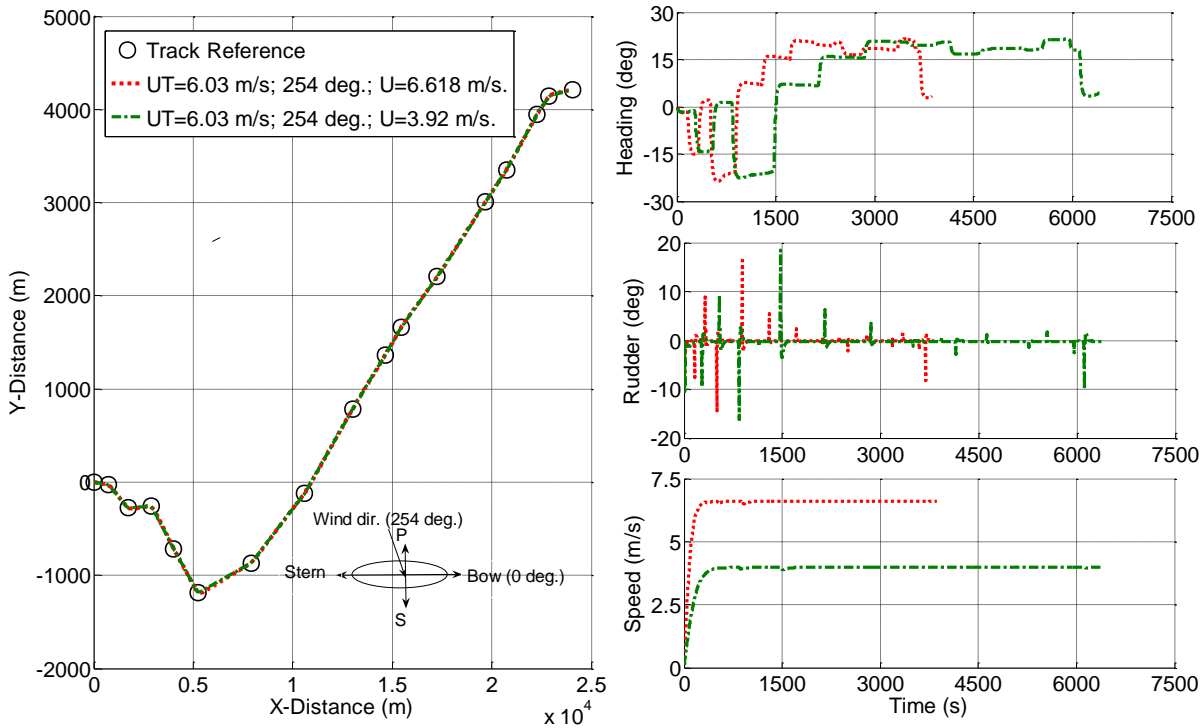 5000
4000
3000
2000
1000
0
-1000
-2000
Y-Distance (m)
Track Reference
UT=6.03 m/s; 254 deg.; U=6.618 m/s.
UT=6.03 m/s; 254 deg.; U=3.92 m/s.
Wind dir. (254 deg.)
P
Stern
Bow (0 deg.)
S
0 0.5 1 1.5 2 2.5
X-Distance (m)
x 10^4
30
15
0
-15
-30
Heading (deg)
0 1500 3000 4500 6000 7500
20
10
0
-10
-20
Rudder (deg)
0 1500 3000 4500 6000 7500
7.5
5
2.5
0
Speed (m/s)
0 1500 3000 4500 6000 7500
Time (s)